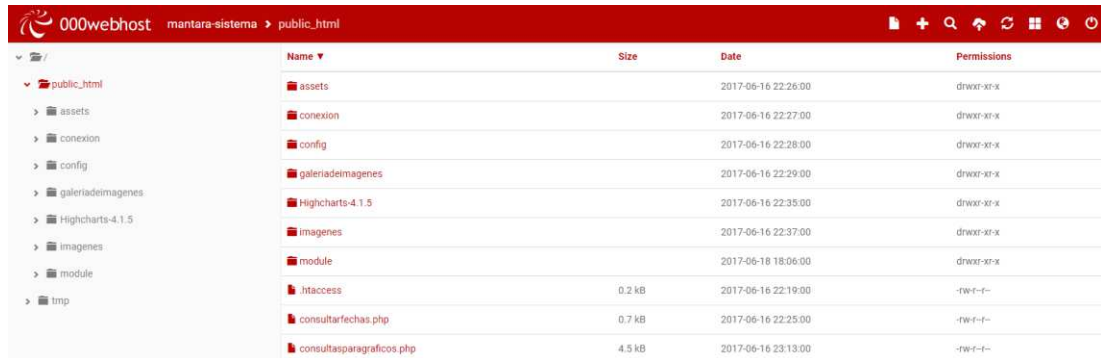 000webhost mantara-sistema > public_html
/
public_html
assets
conexion
config
galeriadeimagenes
Highcharts-4.1.5
imagenes
module
tmp
Name ▼ Size Date Permissions
assets 2017-06-16 22:26:00 drwxr-xr-x
conexion 2017-06-16 22:27:00 drwxr-xr-x
config 2017-06-16 22:28:00 drwxr-xr-x
galeriadeimagenes 2017-06-16 22:29:00 drwxr-xr-x
Highcharts-4.1.5 2017-06-16 22:35:00 drwxr-xr-x
imagenes 2017-06-16 22:37:00 drwxr-xr-x
module 2017-06-18 18:06:00 drwxr-xr-x
.htaccess 0.2 kB 2017-06-16 22:19:00 -rw-r--r--
consultarfechas.php 0.7 kB 2017-06-16 22:25:00 -rw-r--r--
consultasparagraficos.php 4.5 kB 2017-06-16 23:13:00 -rw-r--r--